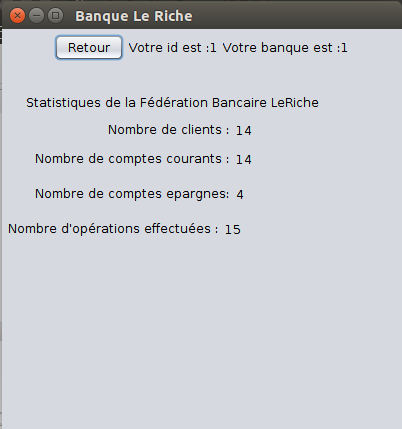 Banque Le Riche
Retour Votre id est :1 Votre banque est :1
Statistiques de la Fédération Bancaire LeRiche
Nombre de clients : 14
Nombre de comptes courants : 14
Nombre de comptes epargnes: 4
Nombre d'opérations effectuées : 15